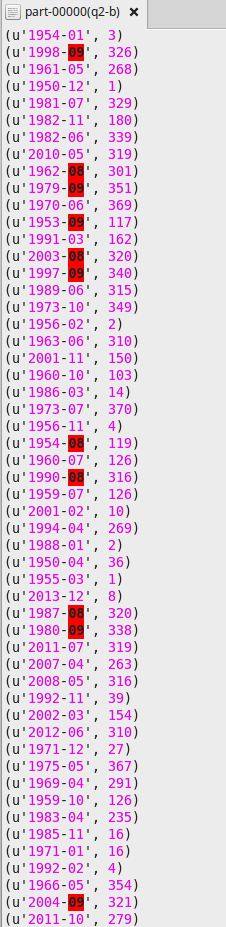 part-00000(q2-b) ×
(u'1954-01', 3)
(u'1998-09', 326)
(u'1961-05', 268)
(u'1950-12', 1)
(u'1981-07', 329)
(u'1982-11', 180)
(u'1982-06', 339)
(u'2010-05', 319)
(u'1962-08', 301)
(u'1979-09', 351)
(u'1970-06', 369)
(u'1953-09', 117)
(u'1991-03', 162)
(u'2003-08', 320)
(u'1997-09', 340)
(u'1989-06', 315)
(u'1973-10', 349)
(u'1956-02', 2)
(u'1963-06', 310)
(u'2001-11', 150)
(u'1960-10', 103)
(u'1986-03', 14)
(u'1973-07', 370)
(u'1956-11', 4)
(u'1954-08', 119)
(u'1960-07', 126)
(u'1990-08', 316)
(u'1959-07', 126)
(u'2001-02', 10)
(u'1994-04', 269)
(u'1988-01', 2)
(u'1950-04', 36)
(u'1955-03', 1)
(u'2013-12', 8)
(u'1987-08', 320)
(u'1980-09', 338)
(u'2011-07', 319)
(u'2007-04', 263)
(u'2008-05', 316)
(u'1992-11', 39)
(u'2002-03', 154)
(u'2012-06', 310)
(u'1971-12', 27)
(u'1975-05', 367)
(u'1969-04', 291)
(u'1959-10', 126)
(u'1983-04', 235)
(u'1985-11', 16)
(u'1971-01', 16)
(u'1992-02', 4)
(u'1966-05', 354)
(u'2004-09', 321)
(u'2011-10', 279)